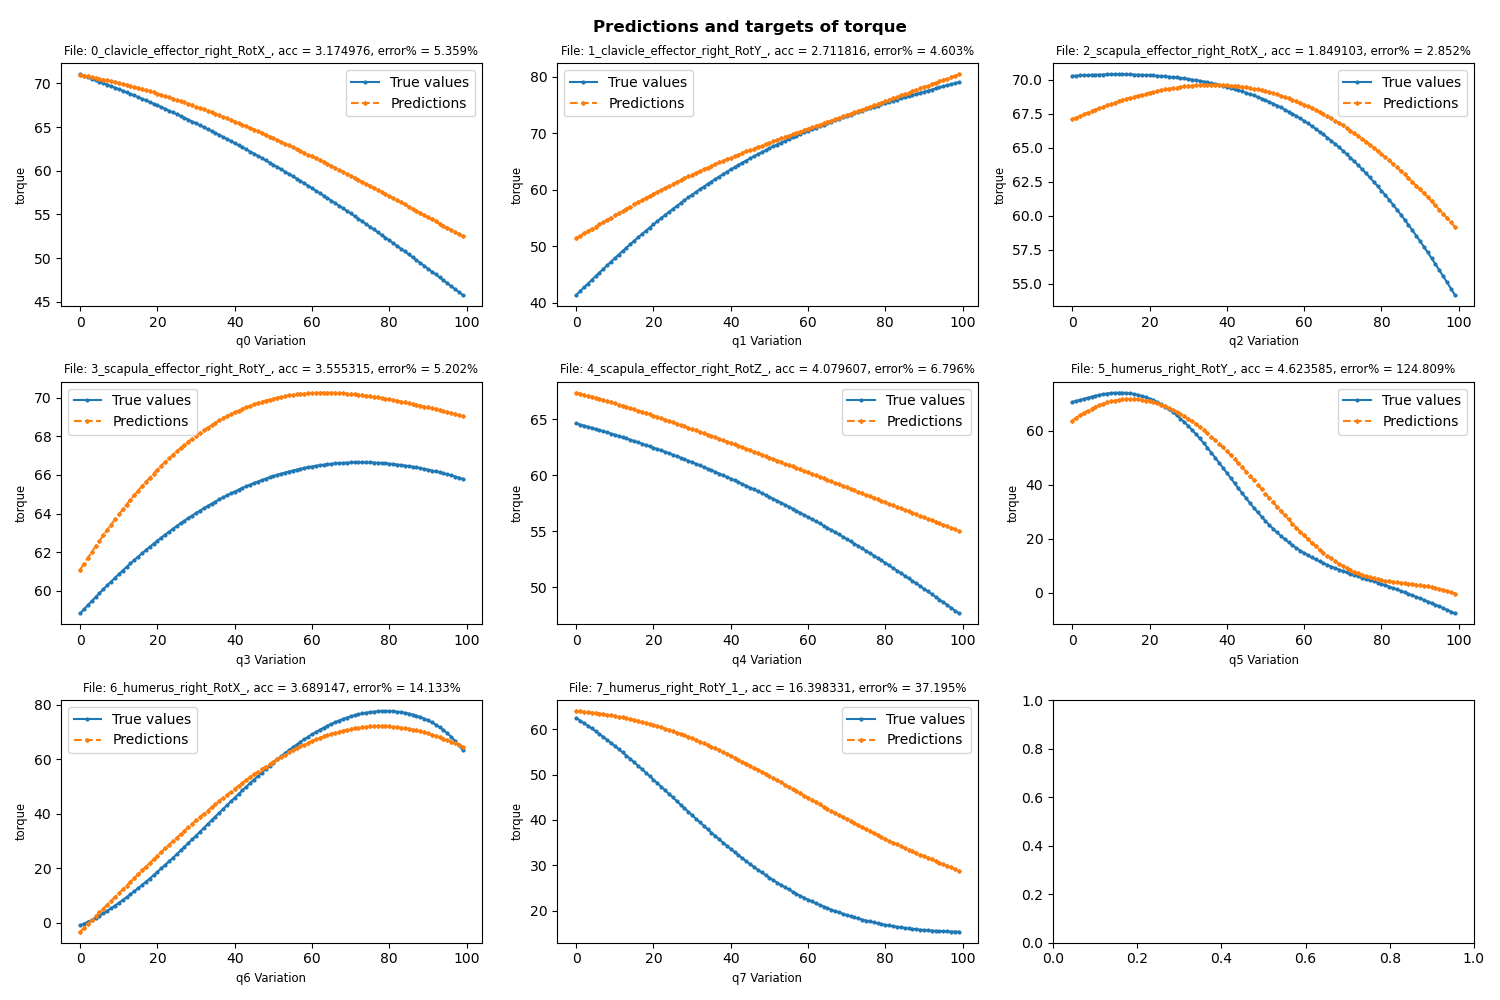 Predictions and targets of torque
File: 0_clavicle_effector_right_RotX_, acc = 3.174976, error% = 5.359%
torque
70
65
60
55
50
45
True values
Predictions
0 20 40 60 80 100
q0 Variation
File: 1_clavicle_effector_right_RotY_, acc = 2.711816, error% = 4.603%
torque
80
70
60
50
40
True values
Predictions
0 20 40 60 80 100
q1 Variation
File: 2_scapula_effector_right_RotX_, acc = 1.849103, error% = 2.852%
torque
70.0
67.5
65.0
62.5
60.0
57.5
55.0
True values
Predictions
0 20 40 60 80 100
q2 Variation
File: 3_scapula_effector_right_RotY_, acc = 3.555315, error% = 5.202%
torque
70
68
66
64
62
60
True values
Predictions
0 20 40 60 80 100
q3 Variation
File: 4_scapula_effector_right_RotZ_, acc = 4.079607, error% = 6.796%
torque
65
60
55
50
True values
Predictions
0 20 40 60 80 100
q4 Variation
File: 5_humerus_right_RotY_, acc = 4.623585, error% = 124.809%
torque
60
40
20
0
True values
Predictions
0 20 40 60 80 100
q5 Variation
File: 6_humerus_right_RotX_, acc = 3.689147, error% = 14.133%
torque
80
60
40
20
0
True values
Predictions
0 20 40 60 80 100
q6 Variation
File: 7_humerus_right_RotY_1_, acc = 16.398331, error% = 37.195%
torque
60
50
40
30
20
True values
Predictions
0 20 40 60 80 100
q7 Variation
1.0
0.8
0.6
0.4
0.2
0.0
0.0 0.2 0.4 0.6 0.8 1.0